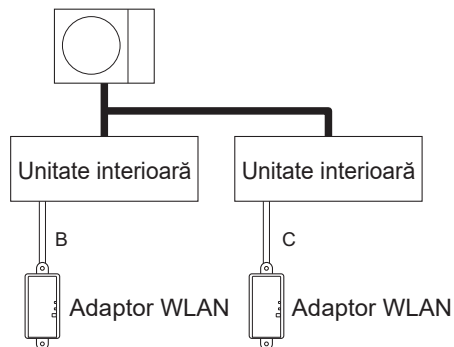 Unitate interioară
Unitate interioară
B
C
Adaptor WLAN
Adaptor WLAN